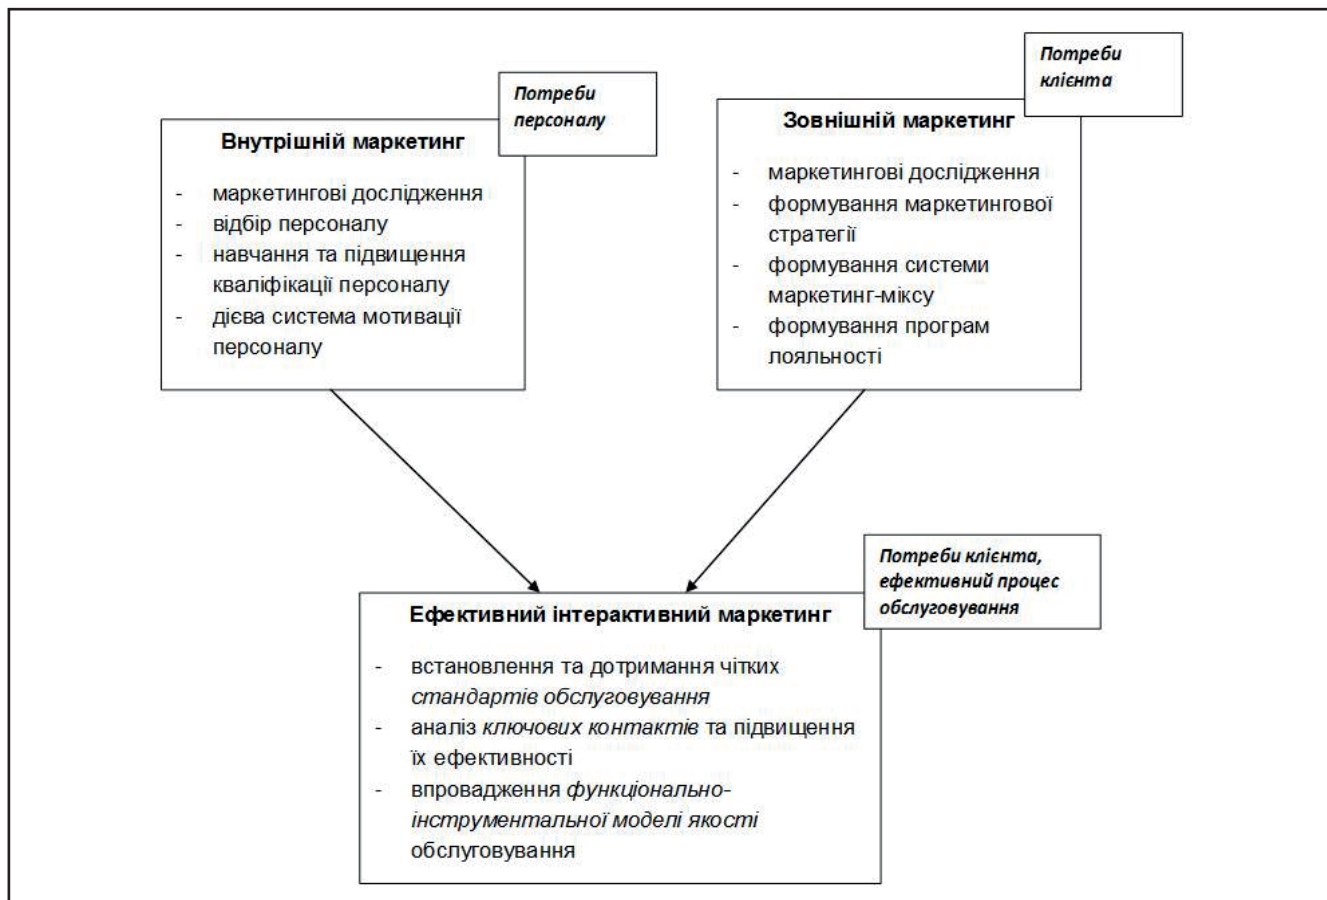 Потреби
персоналу
Внутрішній маркетинг
- маркетингові дослідження
- відбір персоналу
- навчання та підвищення
кваліфікації персоналу
- дієва система мотивації
персоналу
Потреби
клієнта
Зовнішній маркетинг
- маркетингові дослідження
- формування маркетингової
стратегії
- формування системи
маркетинг-міксу
- формування програм
лояльності
Потреби клієнта,
ефективний процес
обслуговування
Ефективний інтерактивний маркетинг
- встановлення та дотримання чітких
стандартів обслуговування
- аналіз ключових контактів та підвищення
їх ефективності
- впровадження функціонально-
інструментальної моделі якості
обслуговування